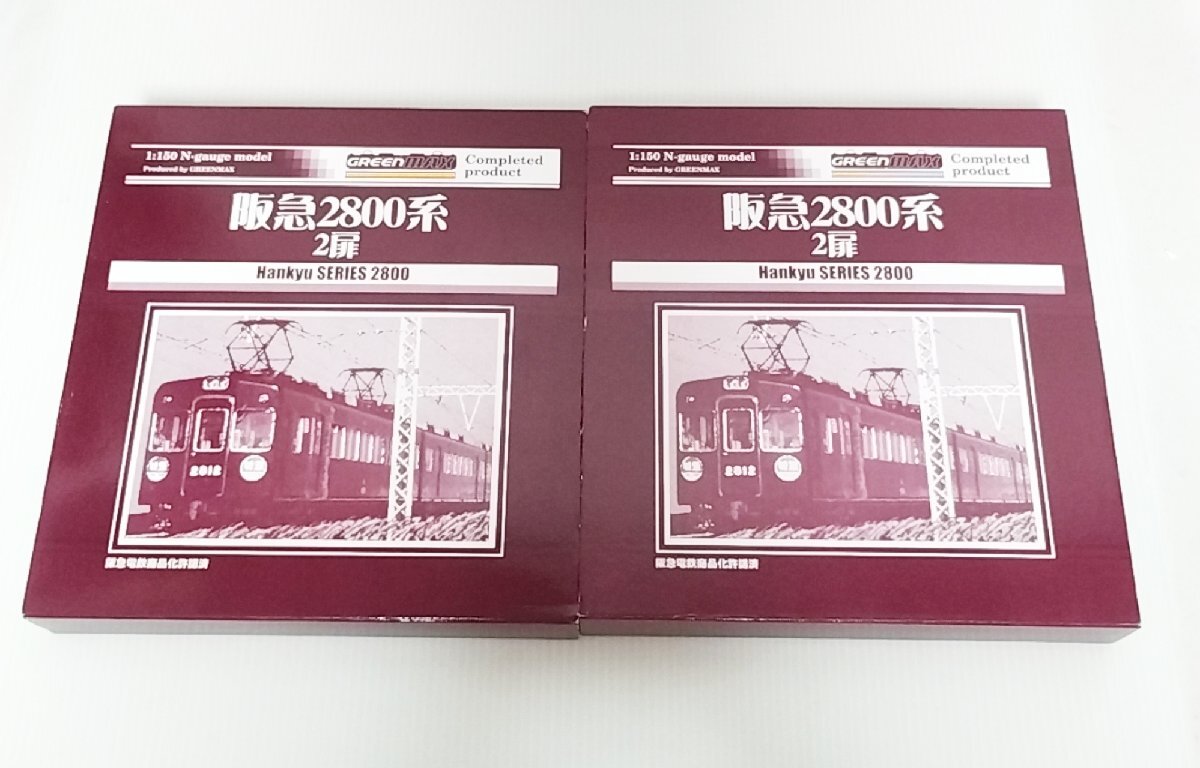 1:150 N-gauge model
Produced by GREENMAX
GREENMAX
Completed
product
阪急2800系
2扉
Hankyu SERIES 2800
2812
阪急電鉄商品化許諾済
1:150 N-gauge model
Produced by GREENMAX
GREENMAX
Completed
product
阪急2800系
2扉
Hankyu SERIES 2800
2812
阪急電鉄商品化許諾済